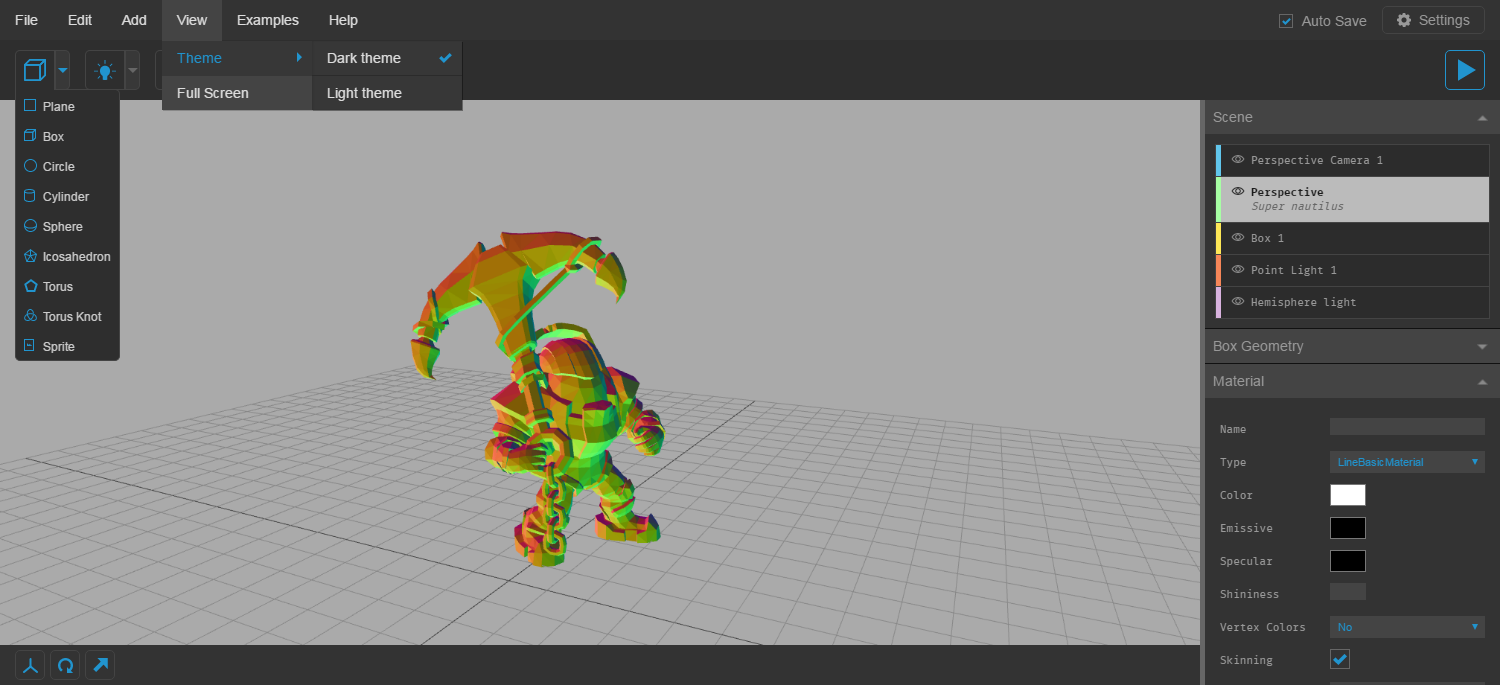 File Edit Add View Examples Help
Auto Save
Settings
Theme
Dark theme
Full Screen
Light theme
Plane
Box
Circle
Cylinder
Sphere
Icosahedron
Torus
Torus Knot
Sprite
Scene
Perspective Camera 1
Perspective
Super nautilus
Box 1
Point Light 1
Hemisphere light
Box Geometry
Material
Name
Type LineBasicMaterial
Color
Emissive
Specular
Shininess
Vertex Colors No
Skinning